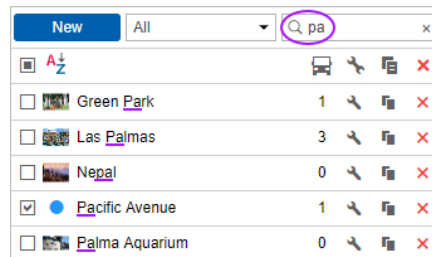 New All pa ×
A Z
Green Park 1
Las Palmas 3
Nepal 0
Pacific Avenue 1
Palma Aquarium 0